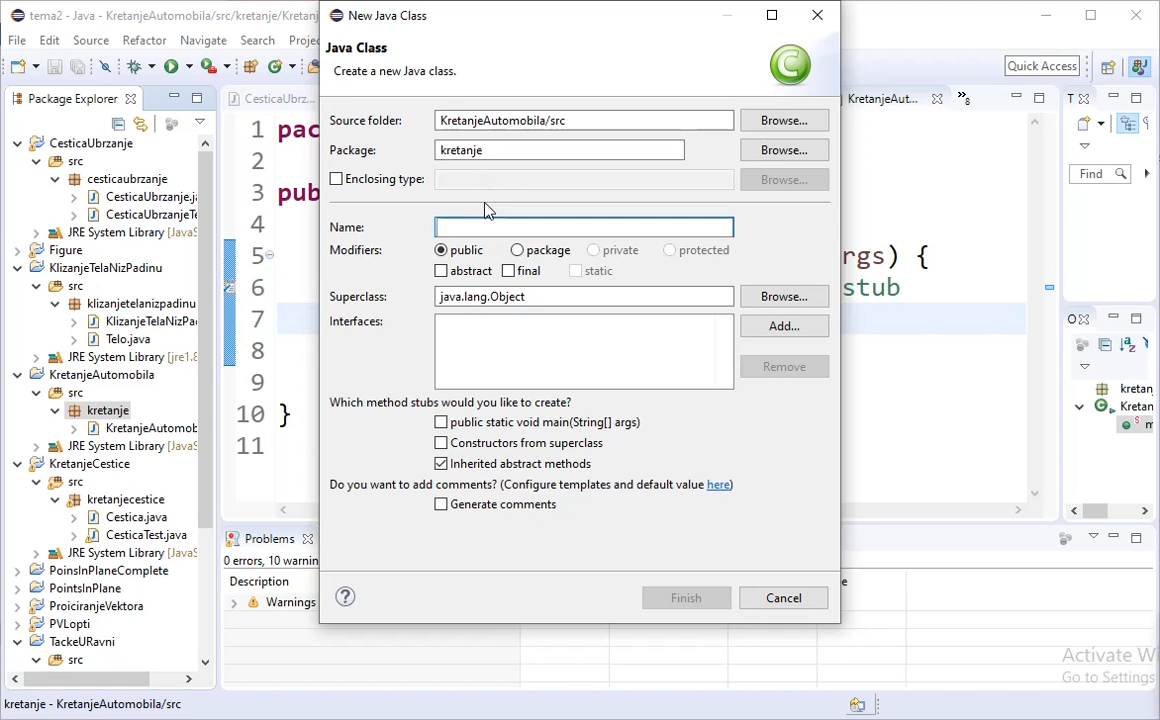 tema2 - Java - KretanjeAutomobila/src/kretanje/Kretanj
File Edit Source Refactor Navigate Search Projec
Quick Access
Package Explorer
CesticaUbrzanje
src
cesticaubrzanje
CesticaUbrzanje.ja
CesticaUbrzanjeTe
JRE System Library [JavaS
Figure
KlizanjeTelaNizPadinu
src
klizanjetelanizpadinu
KlizanjeTelaNizPa
Telo.java
JRE System Library [jre1.8
KretanjeAutomobila
src
kretanje
KretanjeAutomob
JRE System Library [JavaS
KretanjeCestice
src
kretanjecestice
Cestica.java
CesticaTest.java
JRE System Library [JavaS
PoinsInPlaneComplete
PointsInPlane
ProiciranjeVektora
PVLopti
TackeURavni
src
CesticaUbrz...
KretanjeAut...
8
1 pac
2
3 pub
4
5 rgs) {
6 stub
7
8
9
10 }
11
New Java Class
Java Class
Create a new Java class.
C
Source folder: KretanjeAutomobila/src Browse...
Package: kretanje Browse...
Enclosing type: Browse...
Name:
Modifiers: public package private protected
abstract final static
Superclass: java.lang.Object Browse...
Interfaces: Add...
Remove
Which method stubs would you like to create?
public static void main(String[] args)
Constructors from superclass
Inherited abstract methods
Do you want to add comments? (Configure templates and default value here)
Generate comments
? Finish Cancel
Problems
0 errors, 10 warnin
Description e
Warnings
T
Find
O
kretan
Kretan
m
Activate Wi
Go to Settings
kretanje - KretanjeAutomobila/src